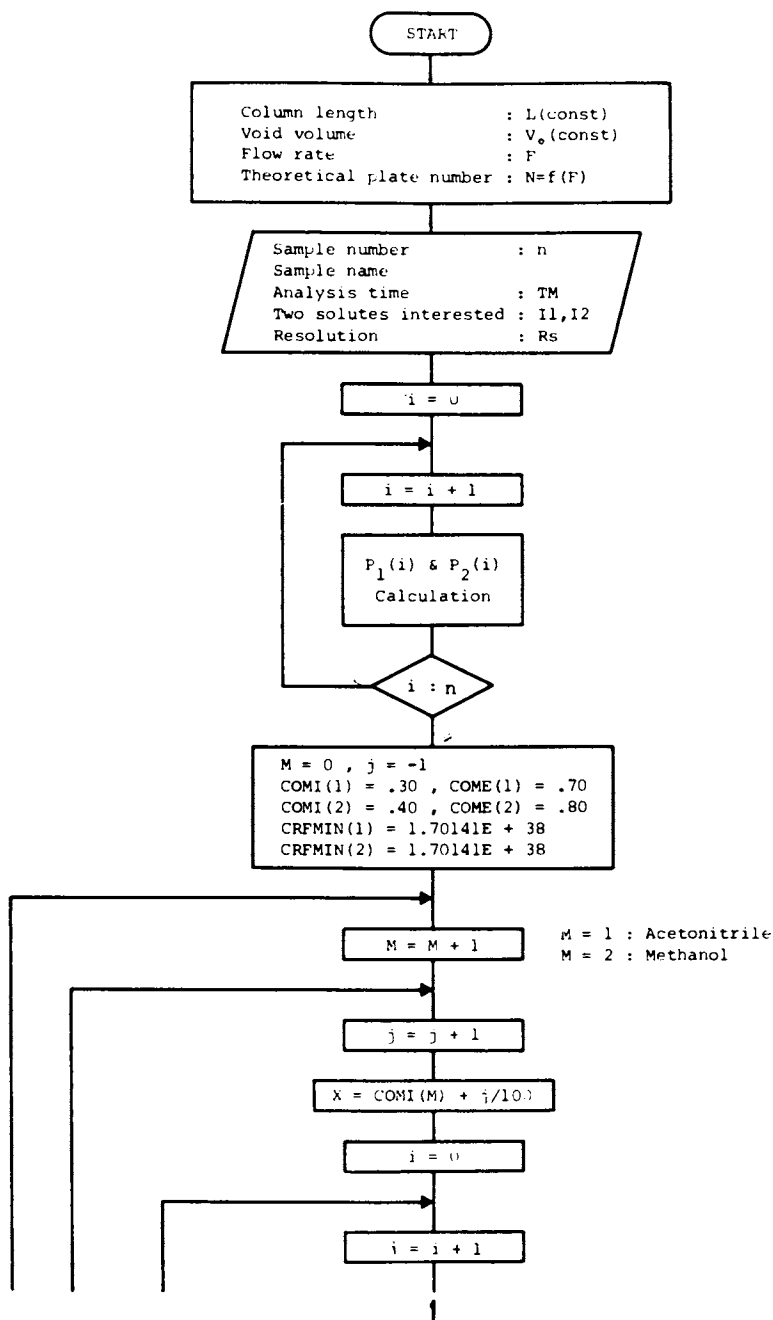 START
Column length : L(const)
Void volume : Vo(const)
Flow rate : F
Theoretical plate number : N=f(F)
Sample number : n
Sample name
Analysis time : TM
Two solutes interested : I1,I2
Resolution : Rs
i = 0
i = i + 1
P1(i) & P2(i)
Calculation
i : n
M = 0 , j = -1
COMI(1) = .30 , COME(1) = .70
COMI(2) = .40 , COME(2) = .80
CRFMIN(1) = 1.70141E + 38
CRFMIN(2) = 1.70141E + 38
M = M + 1
M = 1 : Acetonitrile
M = 2 : Methanol
j = j + 1
X = COMI(M) + j/100
i = 0
i = i + 1